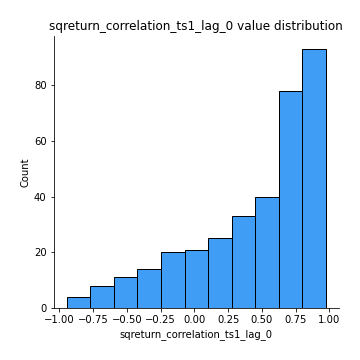 sqreturn_correlation_ts1_lag_0 value distribution
80
60
40
20
0
Count
−1.00 −0.75 −0.50 −0.25 0.00 0.25 0.50 0.75 1.00
sqreturn_correlation_ts1_lag_0